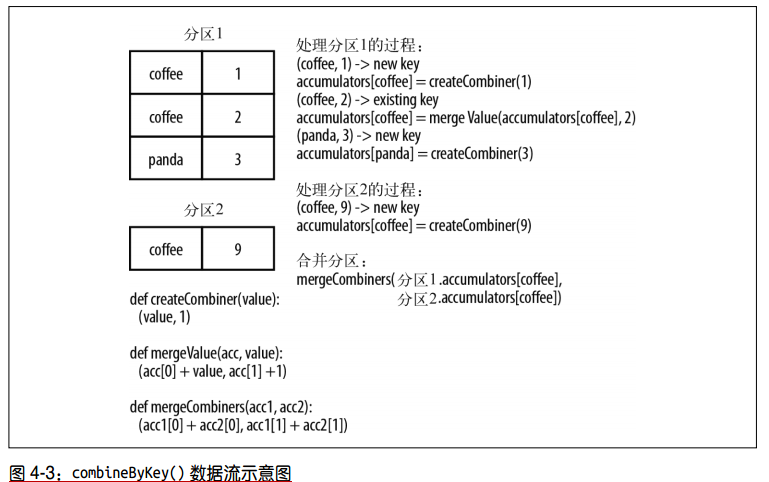 分区1
coffee 1
coffee 2
panda 3
分区2
coffee 9
def createCombiner(value):
(value, 1)
def mergeValue(acc, value):
(acc[0] + value, acc[1] +1)
def mergeCombiners(acc1, acc2):
(acc1[0] + acc2[0], acc1[1] + acc2[1])
处理分区1的过程：
(coffee, 1) -> new key
accumulators[coffee] = createCombiner(1)
(coffee, 2) -> existing key
accumulators[coffee] = merge Value(accumulators[coffee], 2)
(panda, 3) -> new key
accumulators[panda] = createCombiner(3)
处理分区2的过程：
(coffee, 9) -> new key
accumulators[coffee] = createCombiner(9)
合并分区：
mergeCombiners( 分区1.accumulators[coffee],
分区2.accumulators[coffee])
图 4-3：combineByKey() 数据流示意图